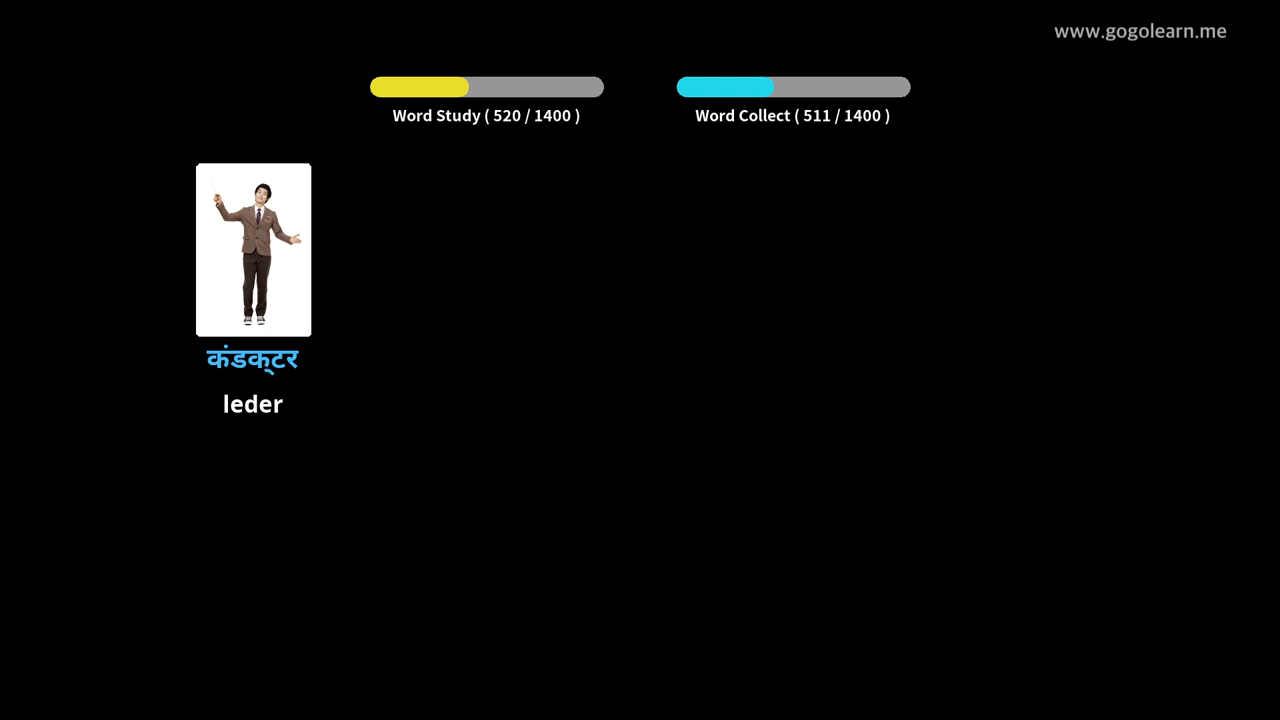 www.gogolearn.me
Word Study ( 520 / 1400 )
Word Collect ( 511 / 1400 )
कंडक्टर
leder